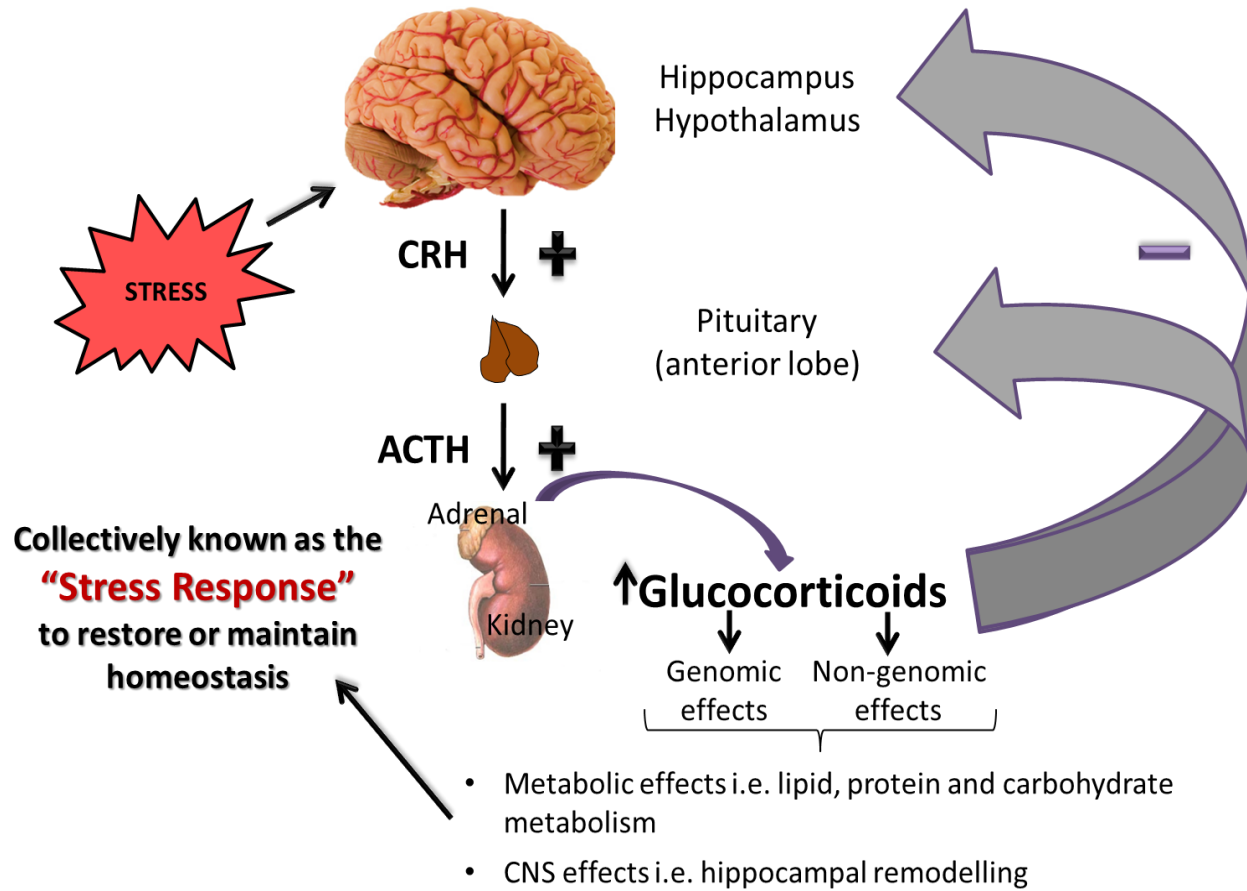 Hippocampus
Hypothalamus
STRESS
CRH
Pituitary
(anterior lobe)
ACTH
Adrenal
Kidney
Collectively known as the
“Stress Response”
to restore or maintain
homeostasis
Glucocorticoids
Genomic
effects
Non-genomic
effects
• Metabolic effects i.e. lipid, protein and carbohydrate
metabolism
• CNS effects i.e. hippocampal remodelling